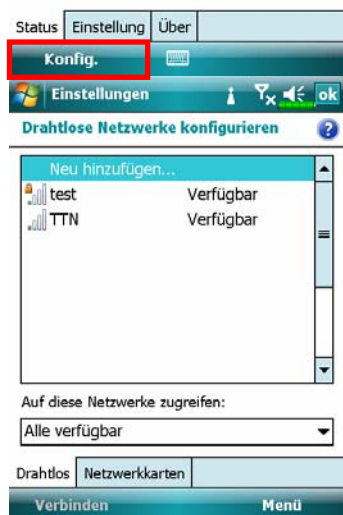 Status Einstellung Über
Konfig.
Einstellungen ok
Drahtlose Netzwerke konfigurieren ?
Neu hinzufügen...
test Verfügbar
TTN Verfügbar
Auf diese Netzwerke zugreifen:
Alle verfügbar
Drahtlos Netzwerkkarten
Verbinden Menü